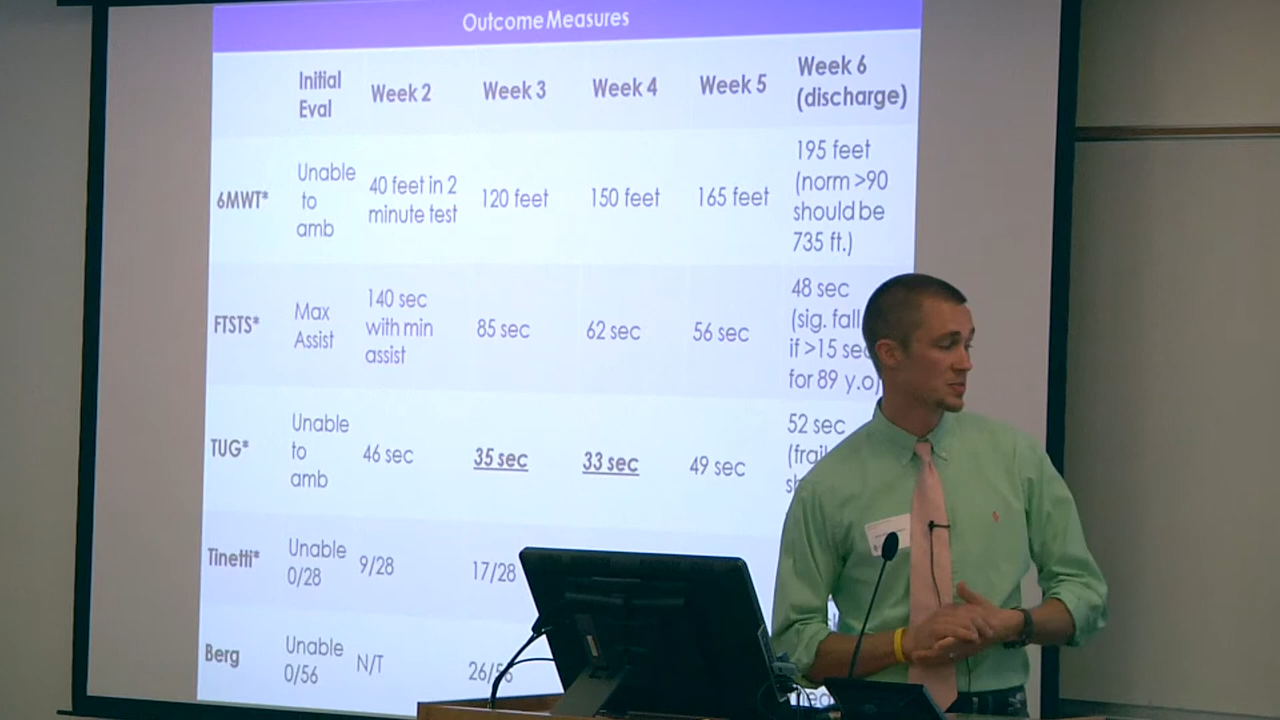 Outcome Measures
Initial Eval Week 2 Week 3 Week 4 Week 5 Week 6 (discharge)
6MWT* Unable to amb 40 feet in 2 minute test 120 feet 150 feet 165 feet 195 feet (norm >90 should be 735 ft.)
FTSTS* Max Assist 140 sec with min assist 85 sec 62 sec 56 sec 48 sec (sig. fall if >15 sec for 89 y.o)
TUG* Unable to amb 46 sec 35 sec 33 sec 49 sec 52 sec (frail
Tinetti* Unable 0/28 9/28 17/28
Berg Unable 0/56 N/T 26/56